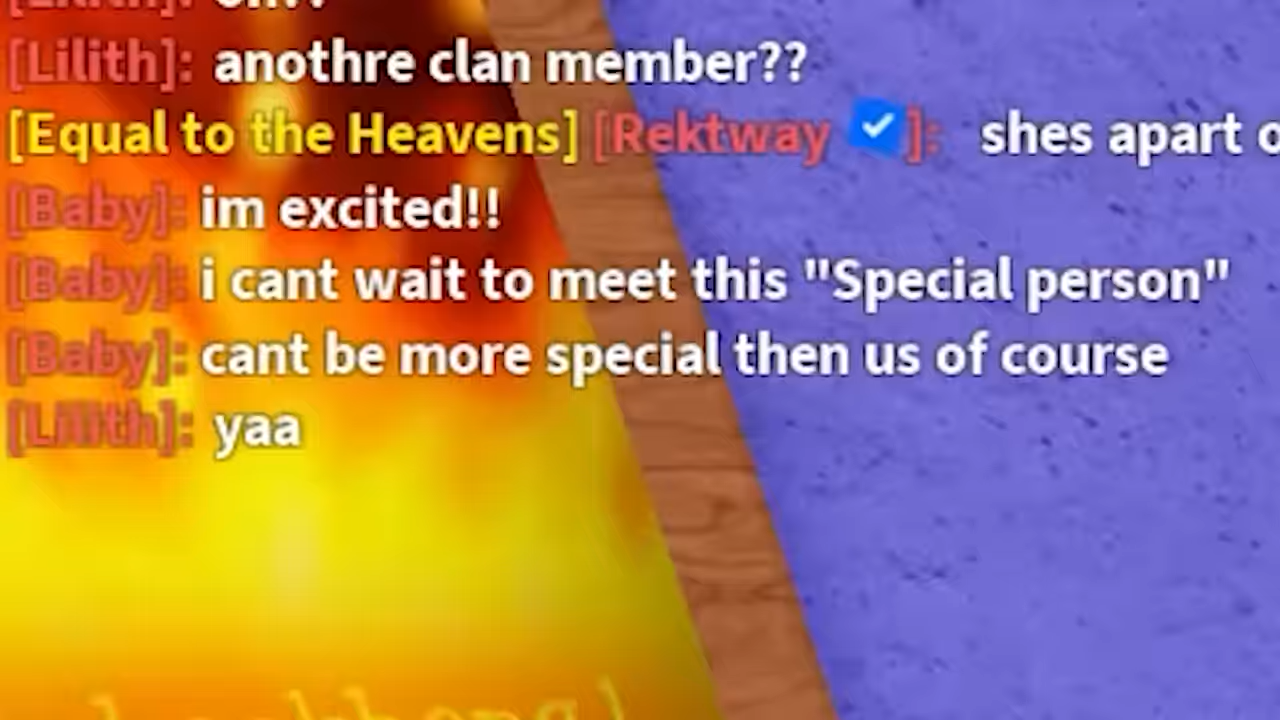 [Lilith]:
[Lilith]: anothre clan member??
[Equal to the Heavens] [Rektway ]: shes apart
[Baby]: im excited!!
[Baby]: i cant wait to meet this "Special person"
[Baby]: cant be more special then us of course
[Lilith]: yaa